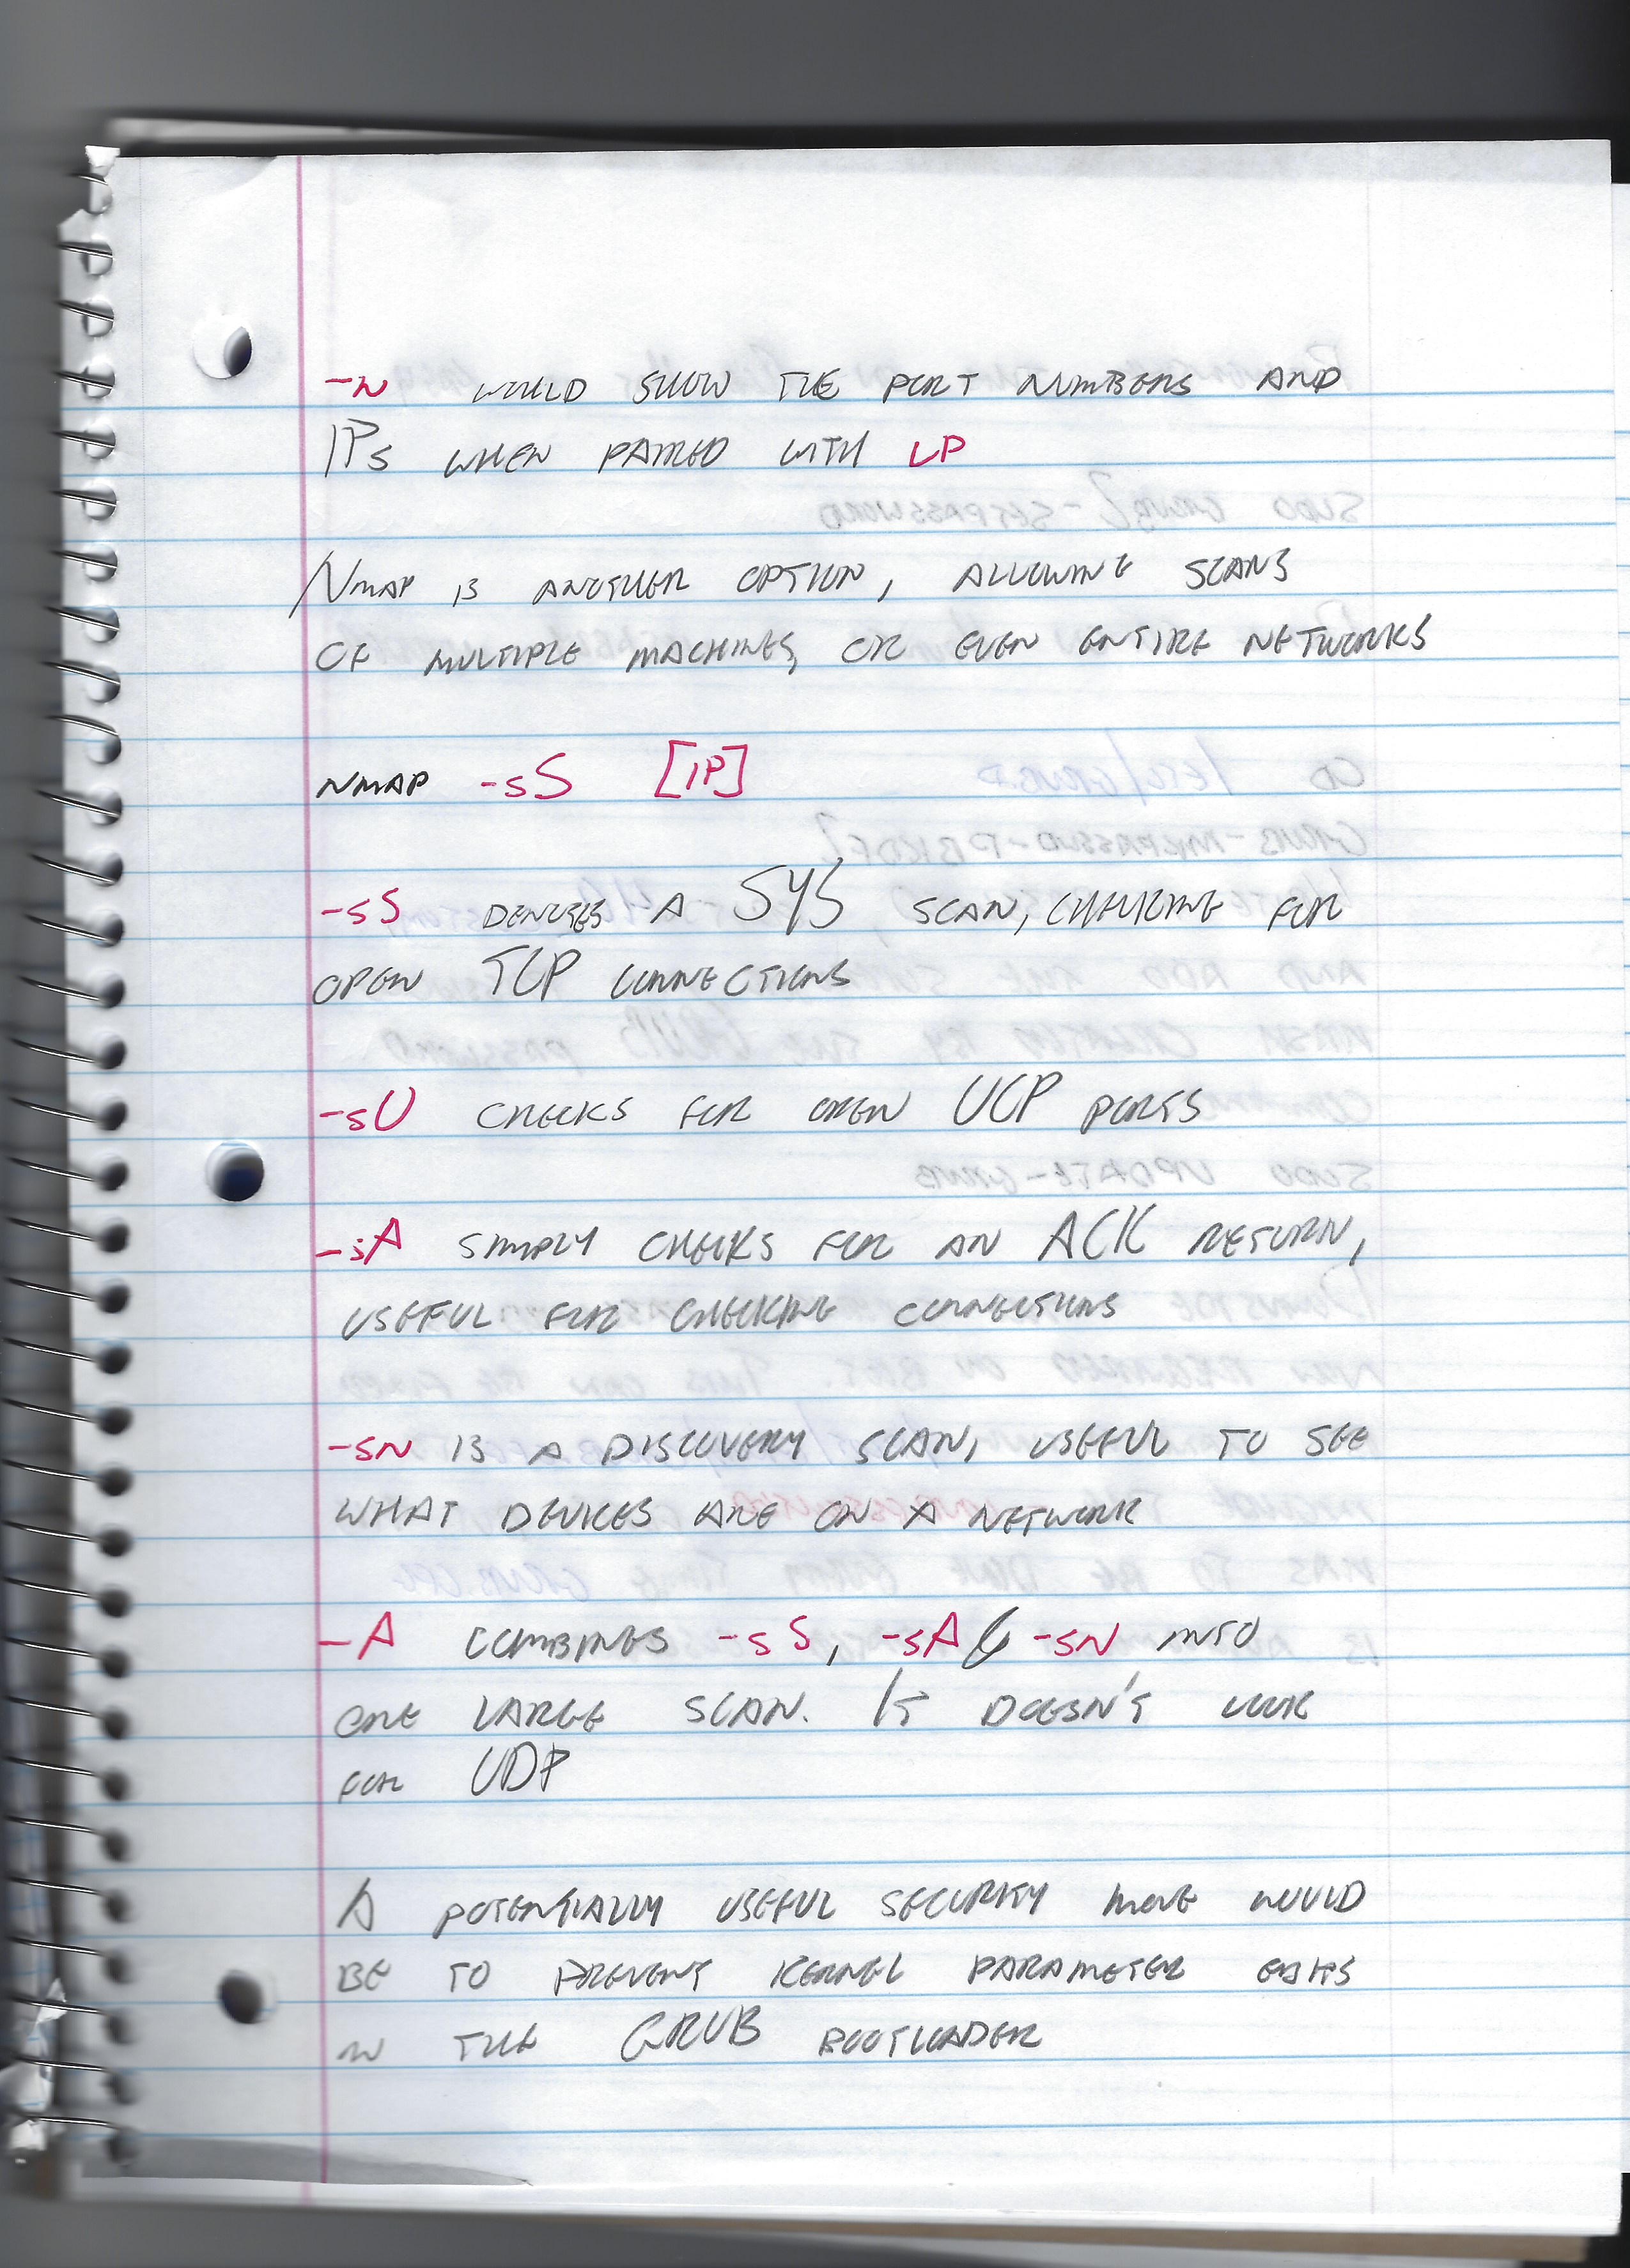 -N WOULD SHOW THE PORT NUMBERS AND
IPS WHEN PAIRED WITH LP
NMAP IS ANOTHER OPTION, ALLOWING SCANS
OF MULTIPLE MACHINES, OR EVEN ENTIRE NETWORKS
NMAP -sS [IP]
-sS DENOTES A SYS SCAN, CHECKING FOR
OPEN TCP CONNECTIONS
-sU CHECKS FOR OPEN UCP PORTS
-sA SIMPLY CHECKS FOR AN ACK RETURN,
USEFUL FOR CHECKING CONNECTIONS
-SN IS A DISCOVERY SCAN, USEFUL TO SEE
WHAT DEVICES ARE ON A NETWORK
-A COMBINES -sS, -sA & -SN INTO
ONE LARGE SCAN. IT DOESN'T LOOK
FOR UDP
A POTENTIALLY USEFUL SECURITY MOVE WOULD
BE TO PREVENT KERNEL PARAMETER EDITS
IN THE GRUB BOOTLOADER